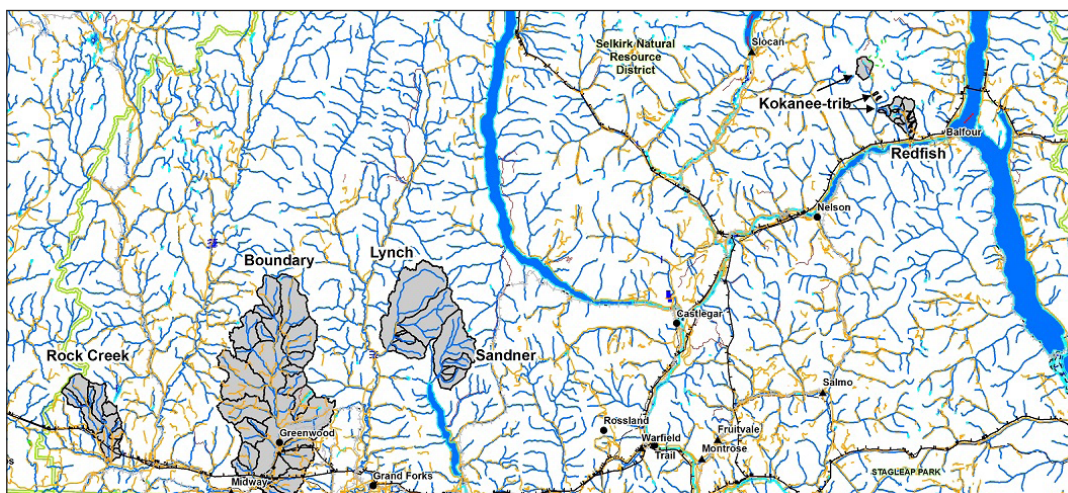 Selkirk Natural
Resource
District
Slocan
Kokanee-trib
Balfour
Redfish
Nelson
Boundary
Lynch
Castlegar
Rock Creek
Sandner
Salmo
Rossland
Fruitvale
Greenwood
Warfield
Trail
Montrose
Midway
Grand Forks
STAGLEAP PARK